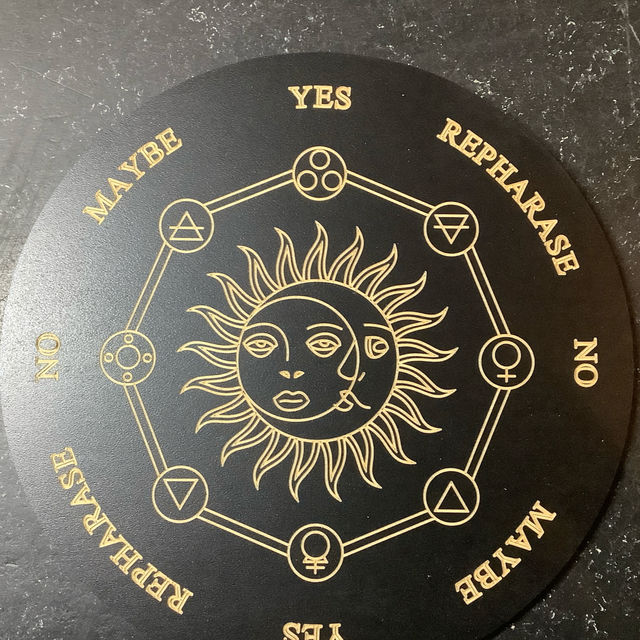 YES
REPHARASE
NO
MAYBE
YES
REPHARASE
NO
MAYBE